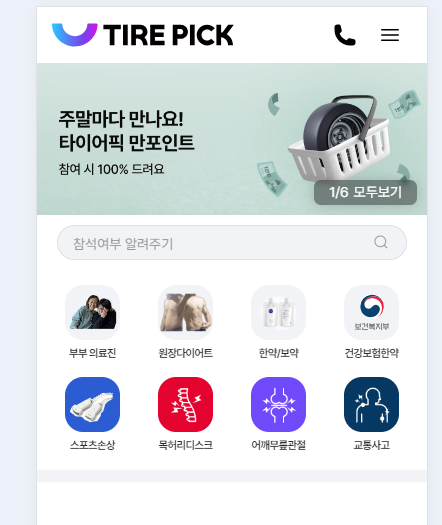 TIRE PICK
주말마다 만나요!
타이어픽 만포인트
참여 시 100% 드려요
1/6 모두보기
참석여부 알려주기
부부 의료진
원장다이어트
한약/보약
보건복지부
건강보험한약
스포츠손상
목허리디스크
어깨무릎관절
교통사고